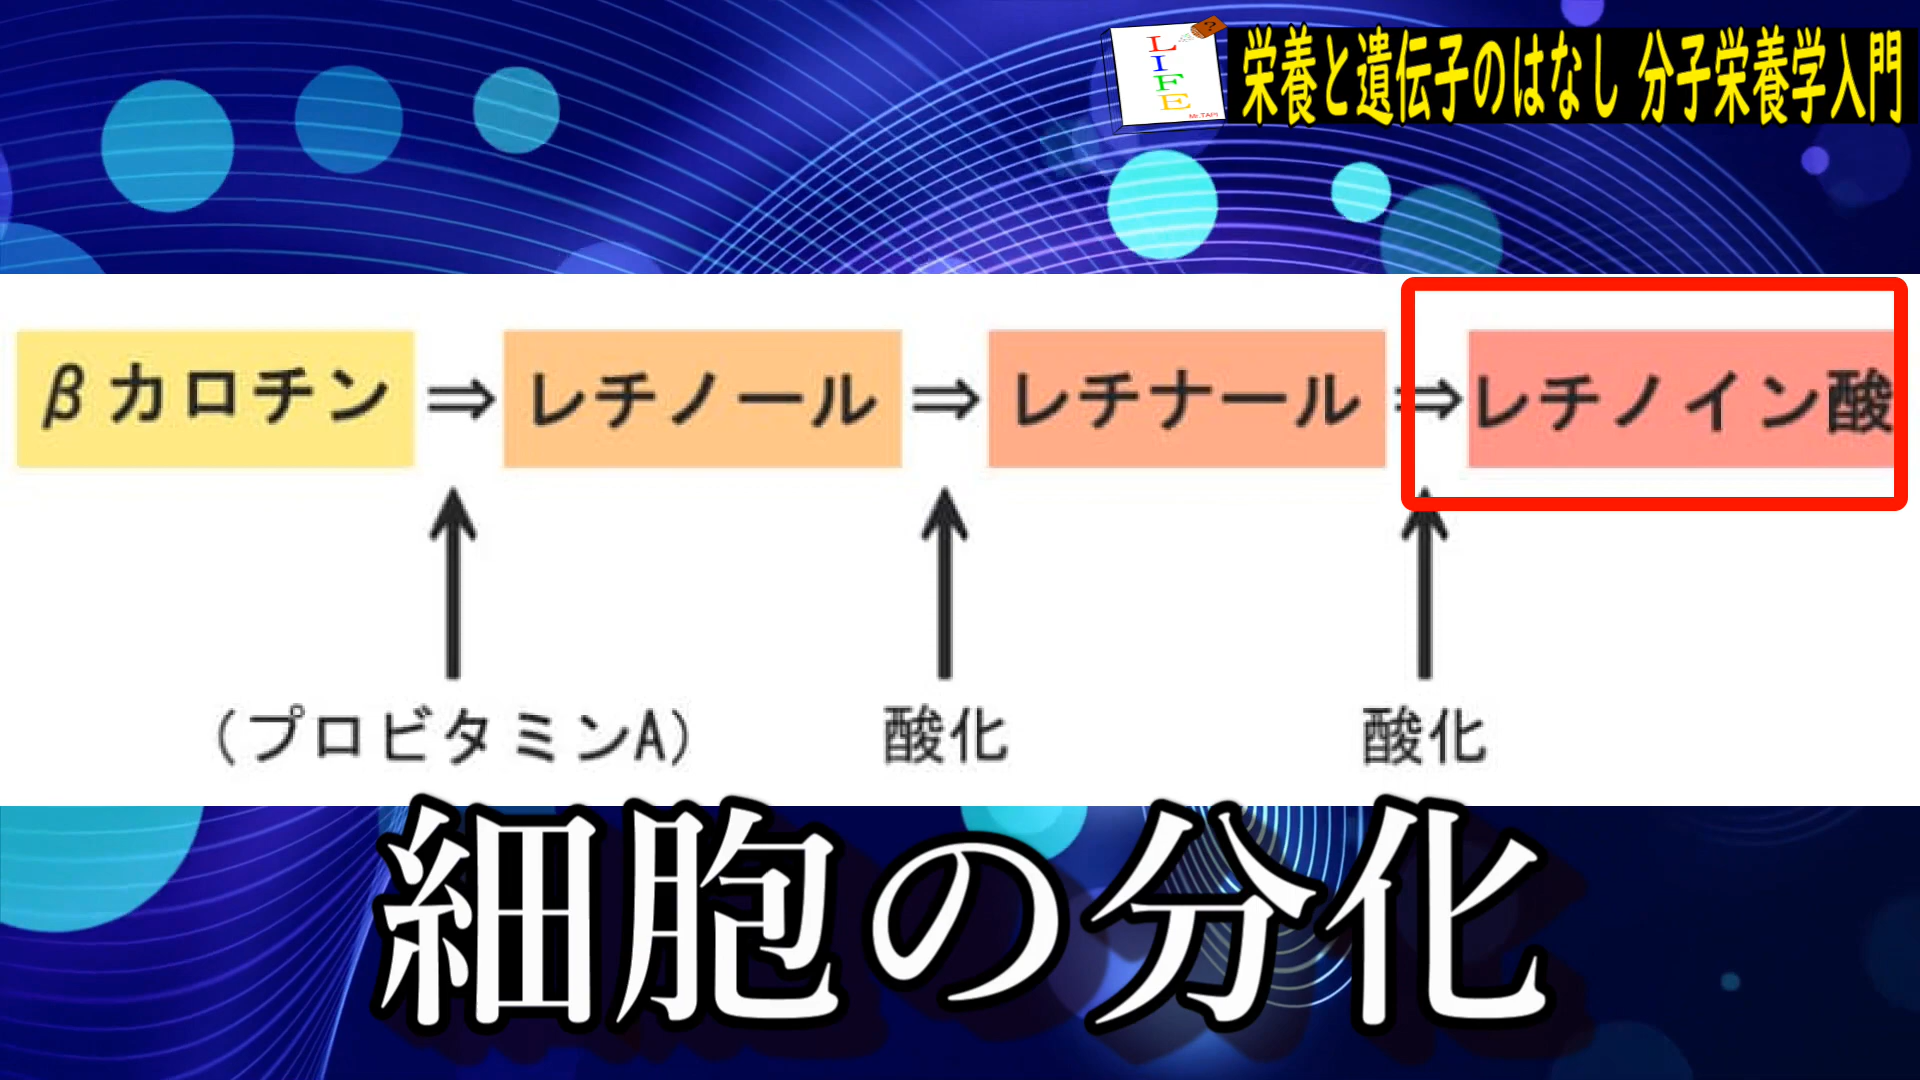 LIFE
Mr.TAPI
?
栄養と遺伝子のはなし 分子栄養学入門
βカロチン⇒レチノール⇒レチナール⇒レチノイン酸
(プロビタミンA) 酸化 酸化
細胞の分化